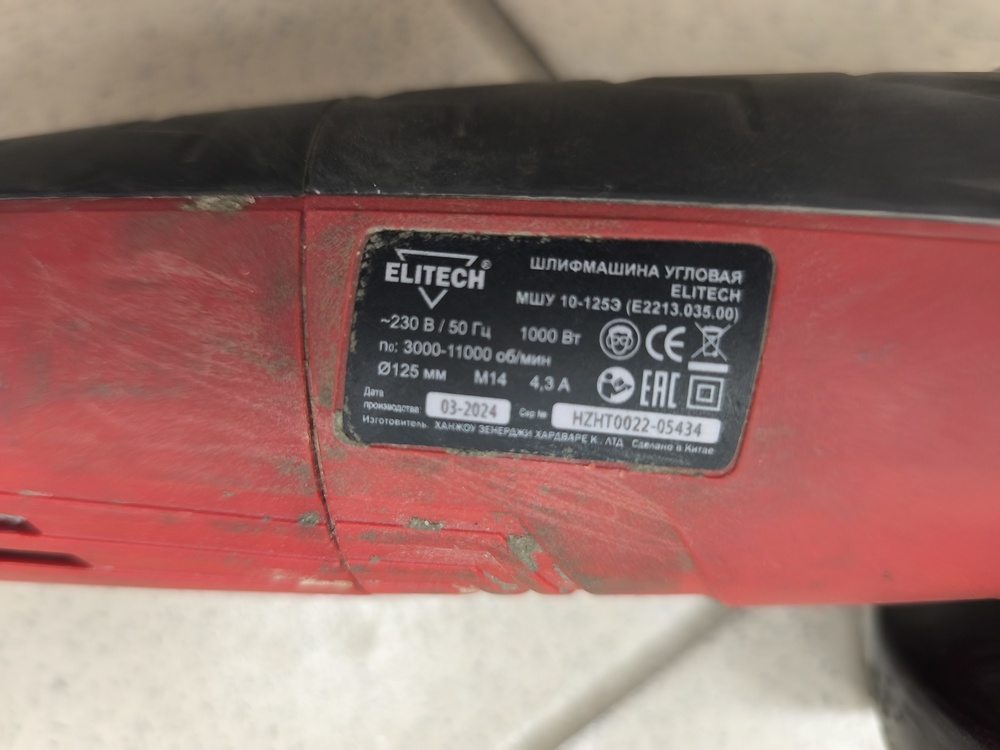 ELITECH®
ШЛИФМАШИНА УГЛОВАЯ
ELITECH
МШУ 10-125Э (E2213.035.00)
~230 В / 50 Гц 1000 Вт
n₀: 3000-11000 об/мин
Ø125 мм M14 4,3 А
CE
EAC
Дата
производства 03-2024 Сер № HZHT0022-05434
Изготовитель: ХАНЖОУ ЗЕНЕРДЖИ ХАРДВАРЕ К., ЛТД Сделано в Китае